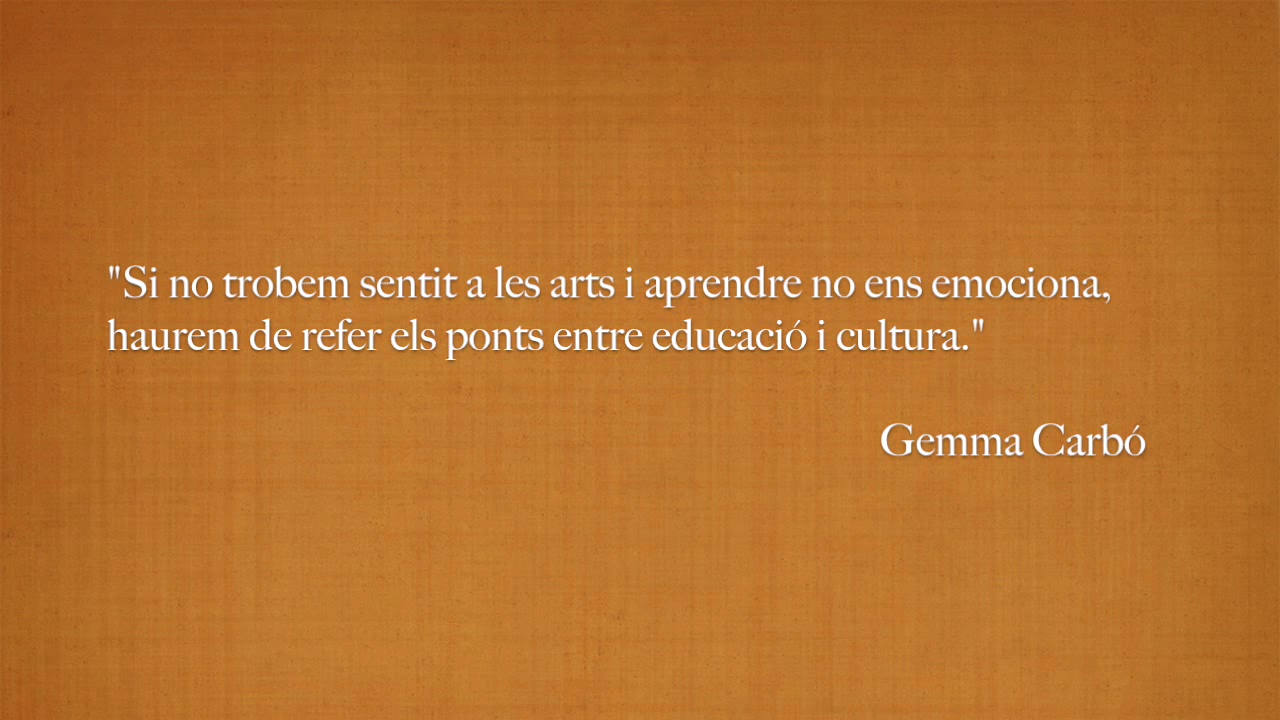 "Si no trobem sentit a les arts i aprendre no ens emociona,
haurem de refer els ponts entre educació i cultura."
Gemma Carbó